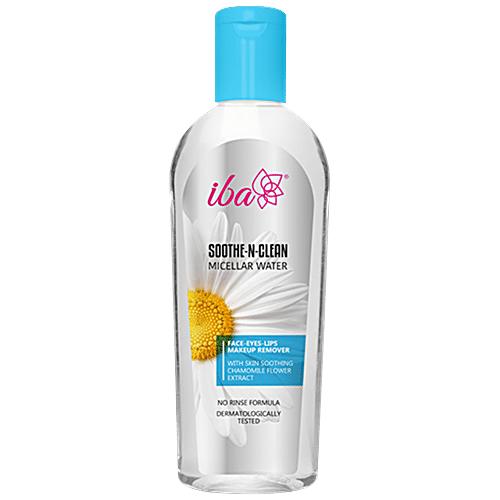 iba®
SOOTHE-N-CLEAN
MICELLAR WATER
FACE-EYES-LIPS
MAKEUP REMOVER
WITH SKIN SOOTHING
CHAMOMILE FLOWER
EXTRACT
NO RINSE FORMULA
DERMATOLOGICALLY
TESTED